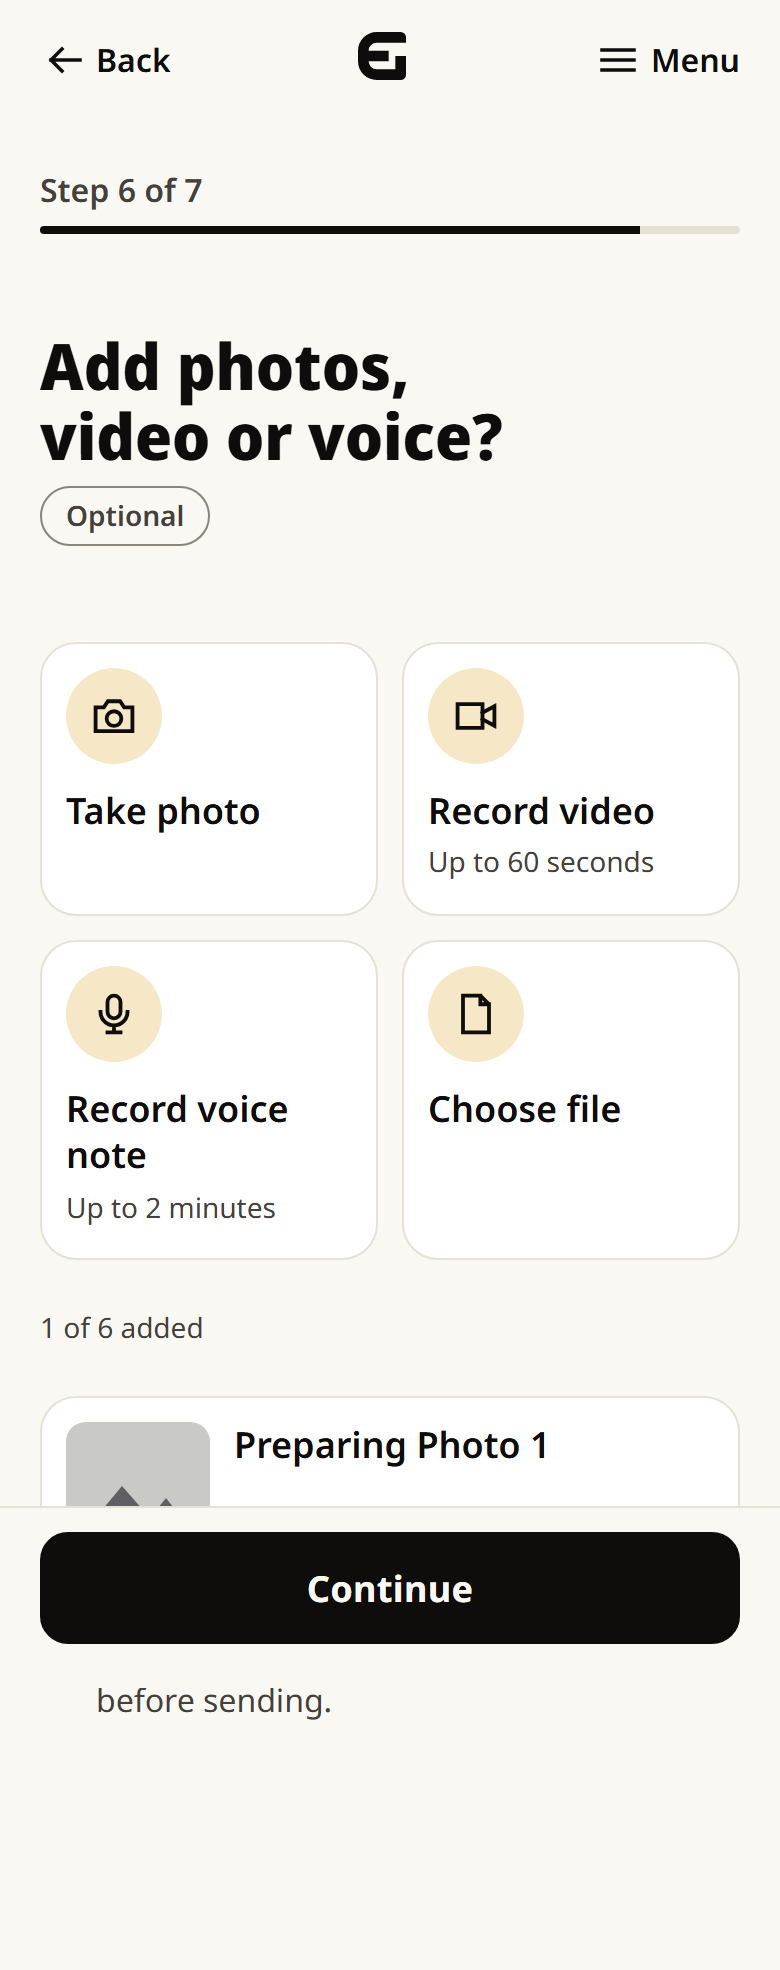 Back
Menu
Step 6 of 7
Add photos,
video or voice?
Optional
Take photo
Record video
Up to 60 seconds
Record voice
note
Up to 2 minutes
Choose file
1 of 6 added
Preparing Photo 1
Continue
before sending.